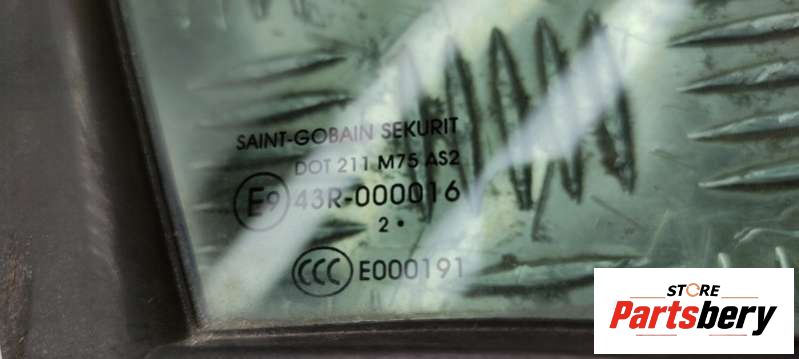 SAINT-GOBAIN SEKURIT
DOT 211 M75 AS2
E9 43R-000016
2 •
CCC E000191
STORE
Partsbery